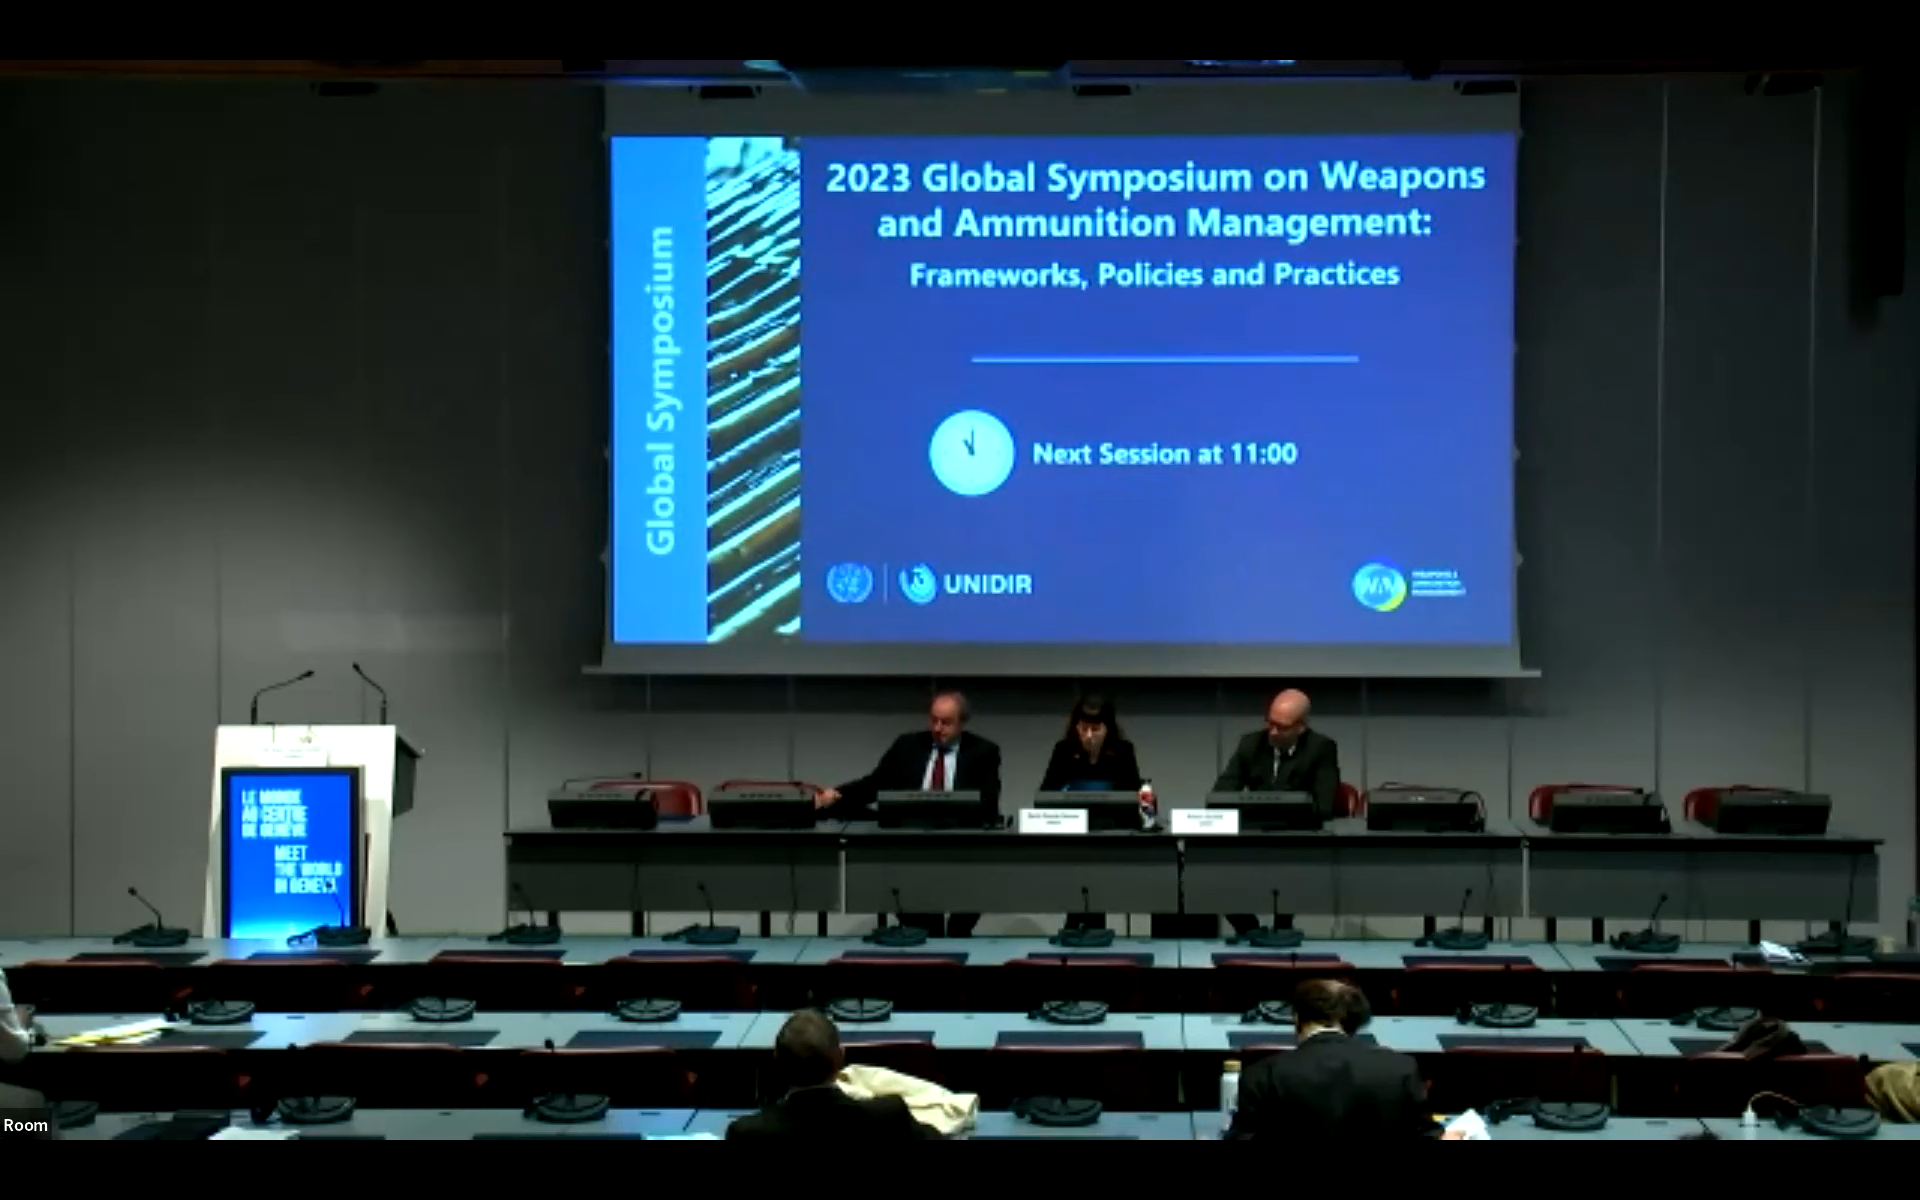 2023 Global Symposium on Weapons
and Ammunition Management:
Frameworks, Policies and Practices
Global Symposium
Next Session at 11:00
UNIDIR
LE MONDE
AU CENTRE
DE GENÈVE
MEET
THE WORLD
IN GENEVA
Room